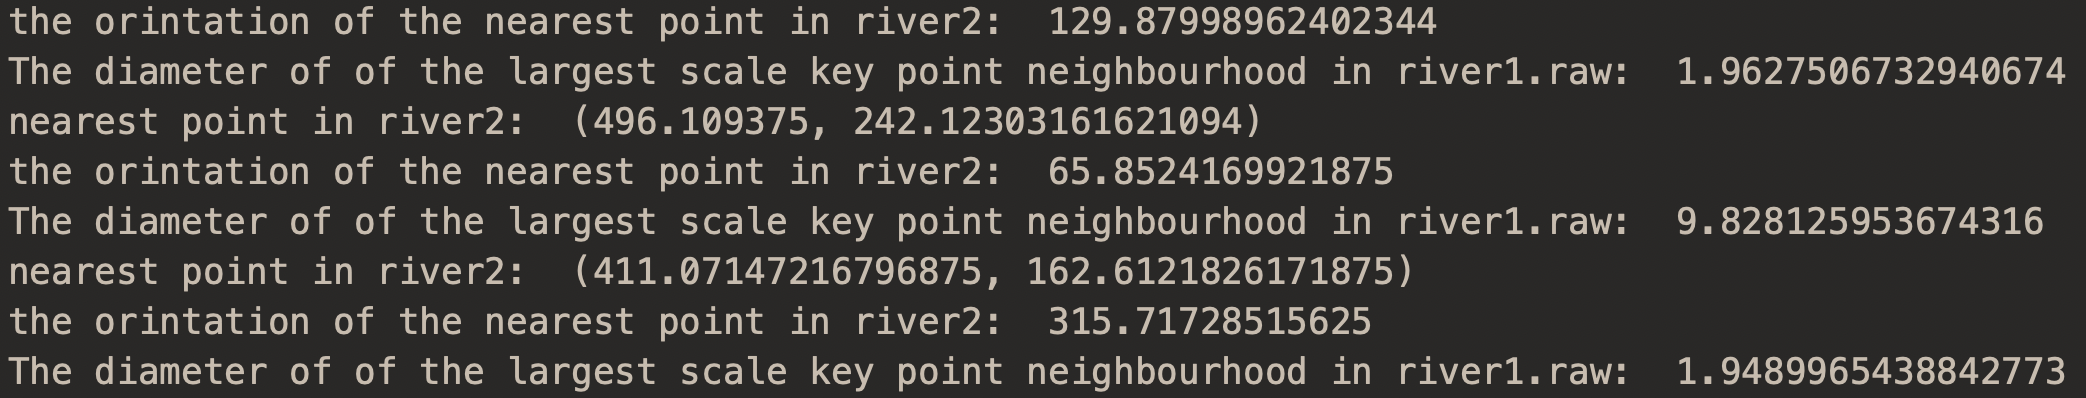 the orintation of the nearest point in river2:  129.87998962402344
The diameter of of the largest scale key point neighbourhood in river1.raw:  1.9627506732940674
nearest point in river2:  (496.109375, 242.12303161621094)
the orintation of the nearest point in river2:  65.8524169921875
The diameter of of the largest scale key point neighbourhood in river1.raw:  9.828125953674316
nearest point in river2:  (411.07147216796875, 162.6121826171875)
the orintation of the nearest point in river2:  315.71728515625
The diameter of of the largest scale key point neighbourhood in river1.raw:  1.9489965438842773